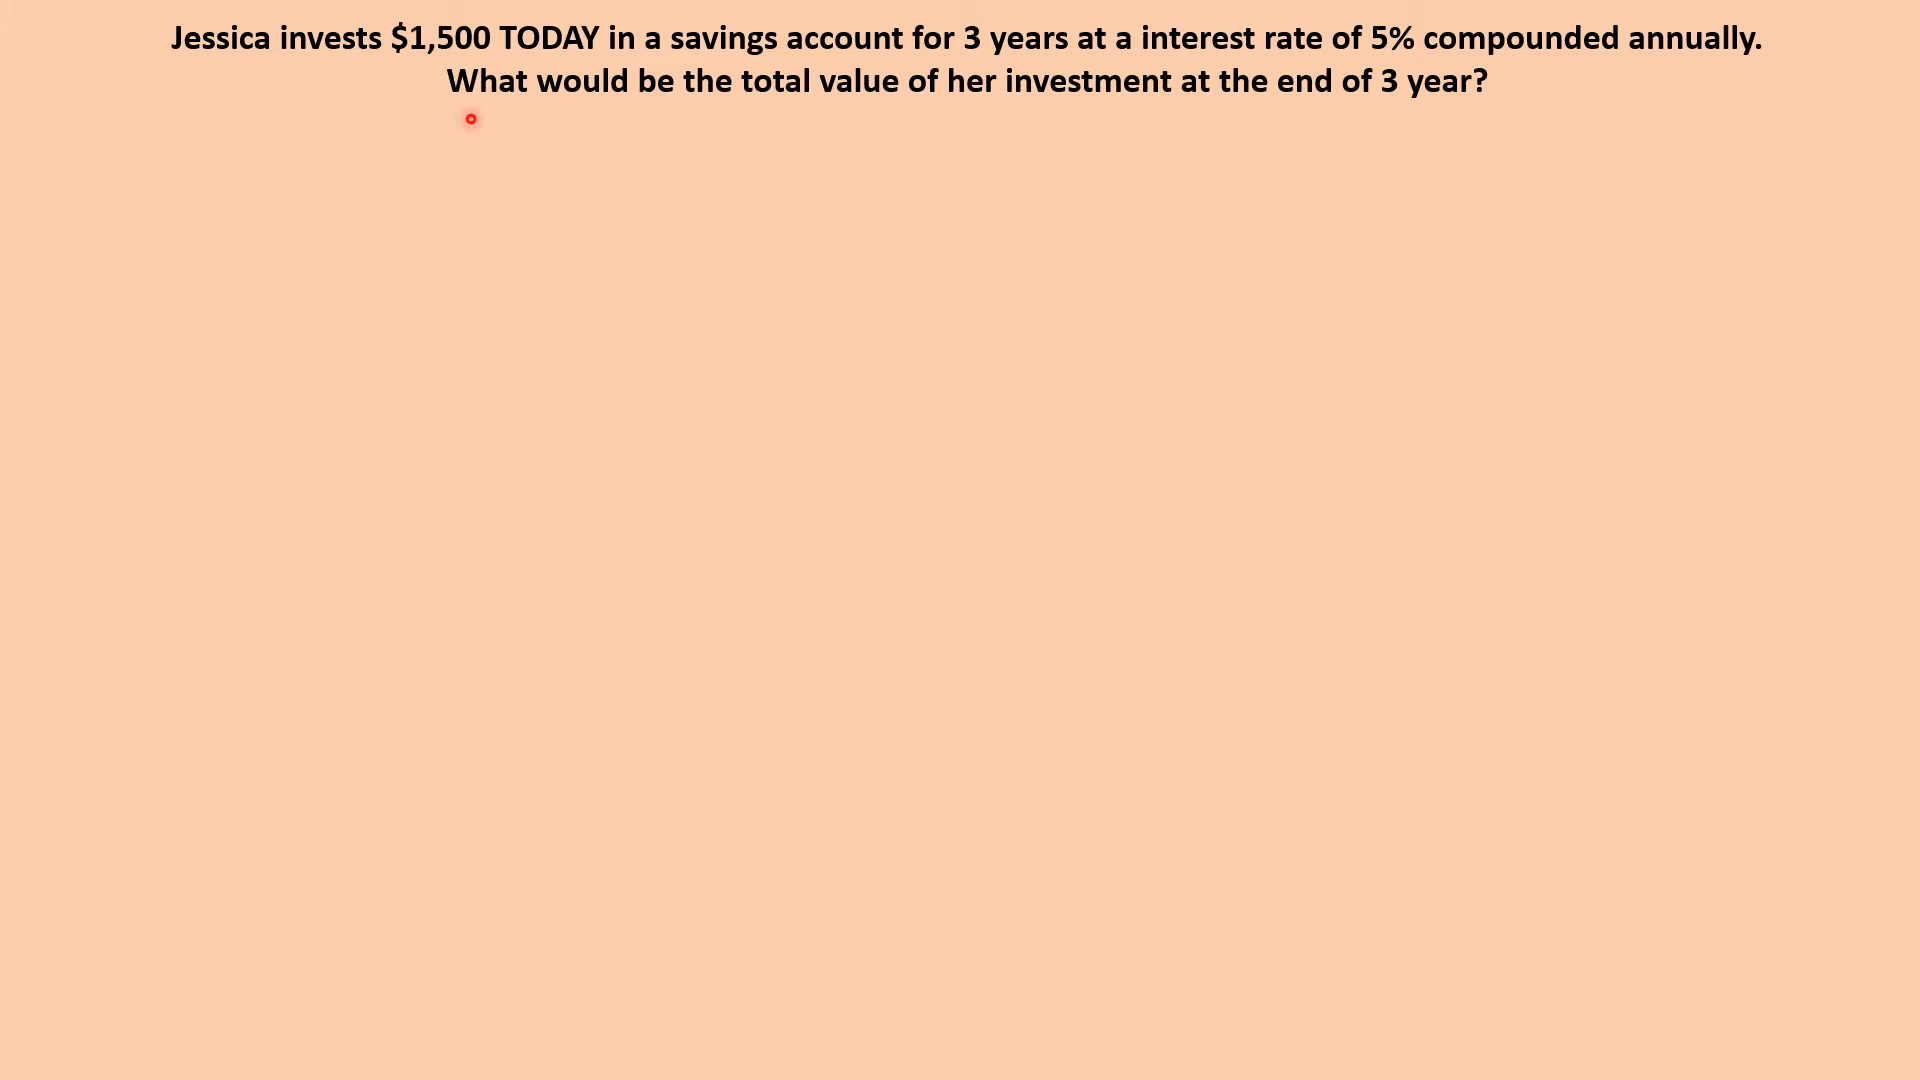 Jessica invests $1,500 TODAY in a savings account for 3 years at a interest rate of 5% compounded annually.
What would be the total value of her investment at the end of 3 year?